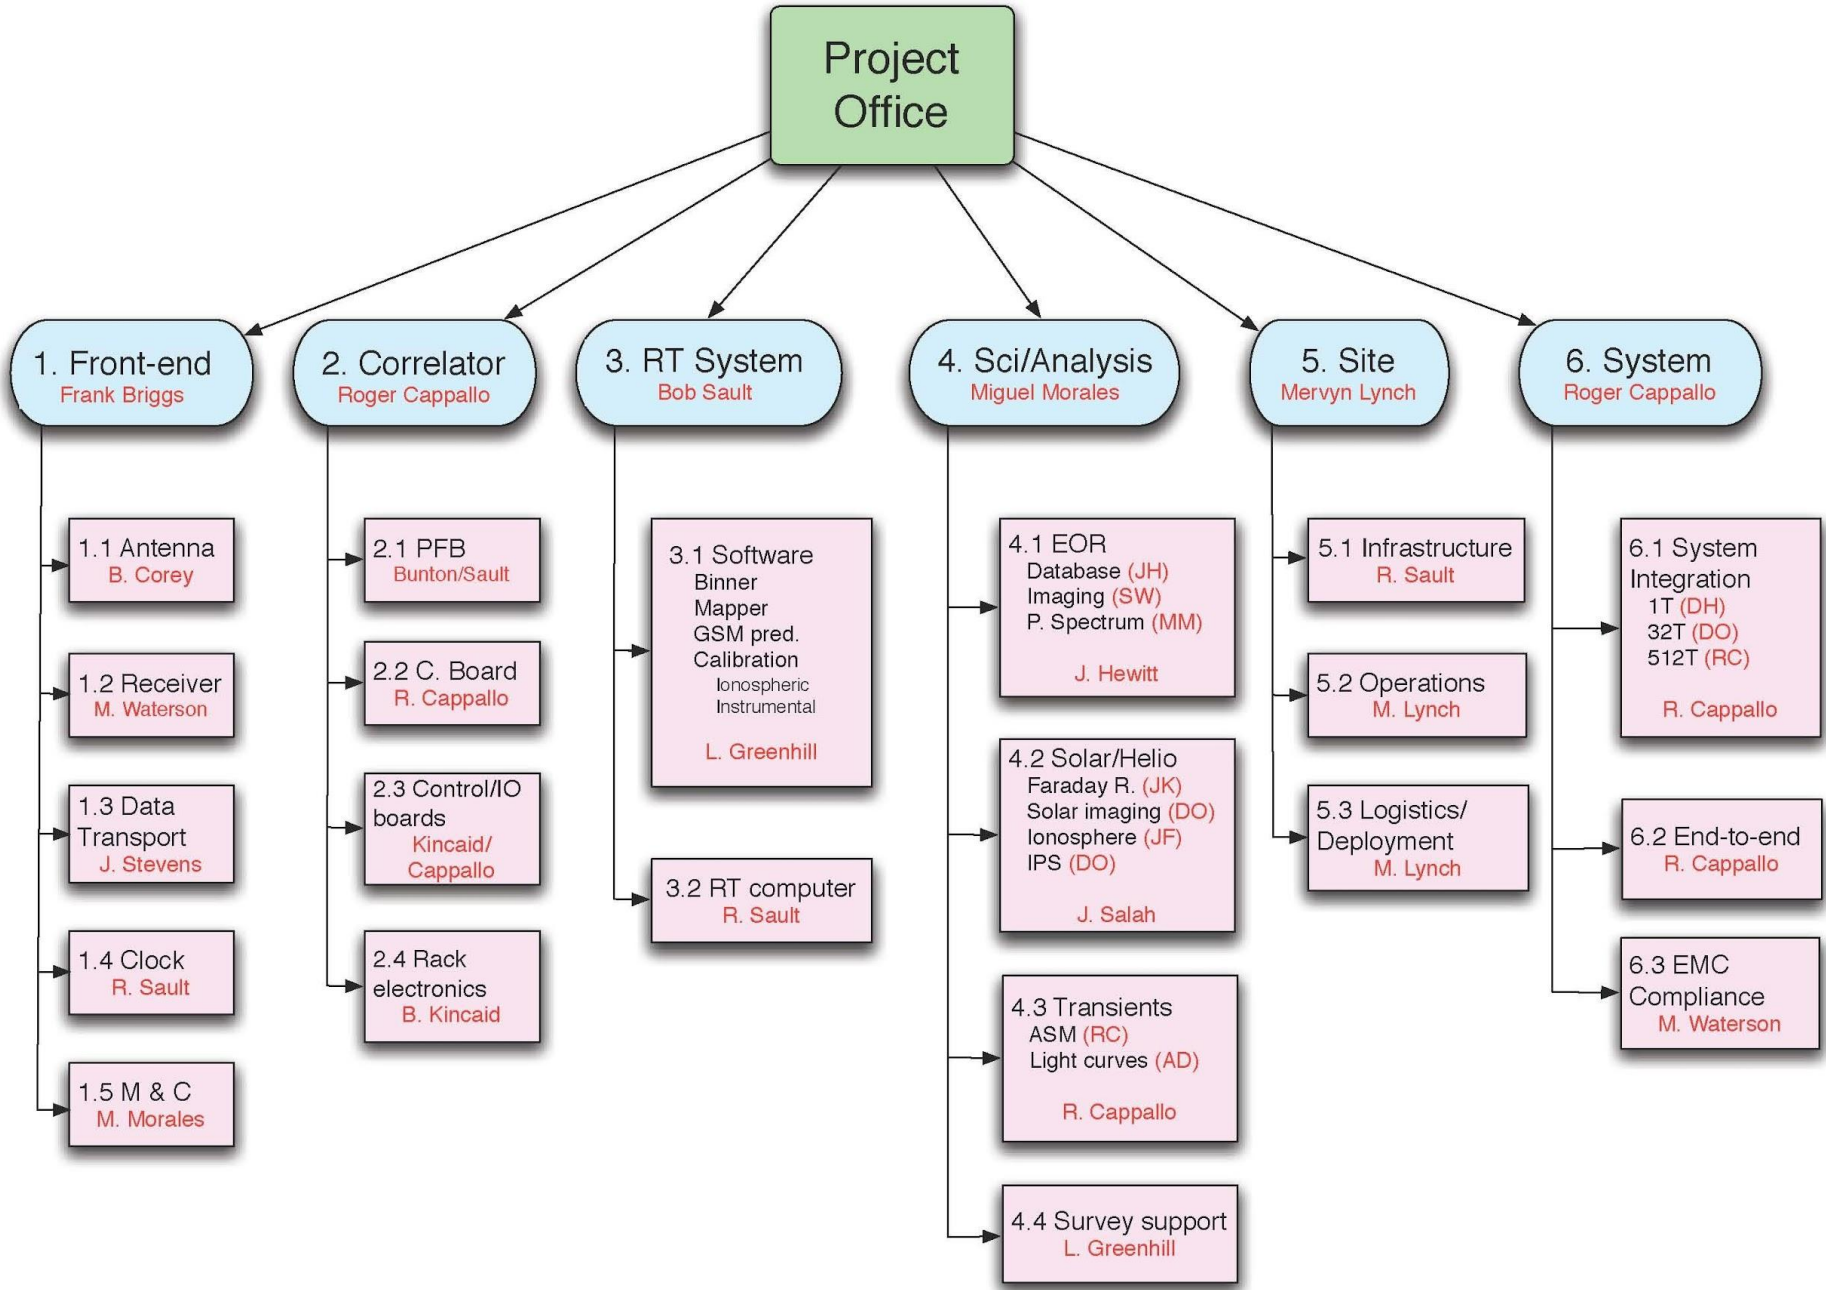 Project
Office
1. Front-end
Frank Briggs
2. Correlator
Roger Cappallo
3. RT System
Bob Sault
4. Sci/Analysis
Miguel Morales
5. Site
Mervyn Lynch
6. System
Roger Cappallo
1.1 Antenna
B. Corey
1.2 Receiver
M. Waterson
1.3 Data
Transport
J. Stevens
1.4 Clock
R. Sault
1.5 M & C
M. Morales
2.1 PFB
Bunton/Sault
2.2 C. Board
R. Cappallo
2.3 Control/IO
boards
Kincaid/
Cappallo
2.4 Rack
electronics
B. Kincaid
3.1 Software
Binner
Mapper
GSM pred.
Calibration
Ionospheric
Instrumental
L. Greenhill
3.2 RT computer
R. Sault
4.1 EOR
Database (JH)
Imaging (SW)
P. Spectrum (MM)
J. Hewitt
4.2 Solar/Helio
Faraday R. (JK)
Solar imaging (DO)
Ionosphere (JF)
IPS (DO)
J. Salah
4.3 Transients
ASM (RC)
Light curves (AD)
R. Cappallo
4.4 Survey support
L. Greenhill
5.1 Infrastructure
R. Sault
5.2 Operations
M. Lynch
5.3 Logistics/
Deployment
M. Lynch
6.1 System
Integration
1T (DH)
32T (DO)
512T (RC)
R. Cappallo
6.2 End-to-end
R. Cappallo
6.3 EMC
Compliance
M. Waterson